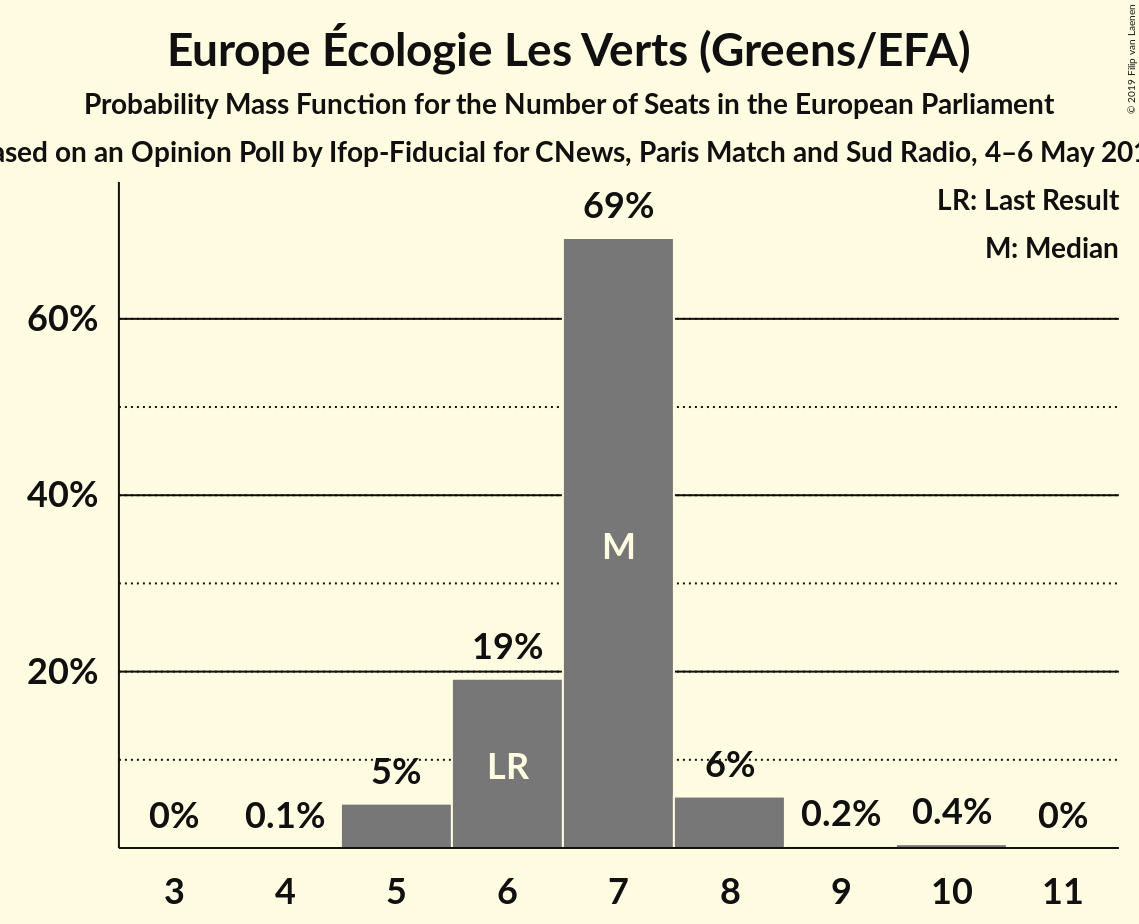 Europe Écologie Les Verts (Greens/EFA)
Probability Mass Function for the Number of Seats in the European Parliament
on an Opinion Poll by Ifop-Fiducial for CNews, Paris Match and Sud Radio, 4–6 May
© 2019 Filip van Laenen
LR: Last Result
M: Median
69%
60%
40%
M
19%
20%
LR
5%
6%
0%
0.1%
0.2%
0.4%
0%
3 4 5 6 7 8 9 10 11